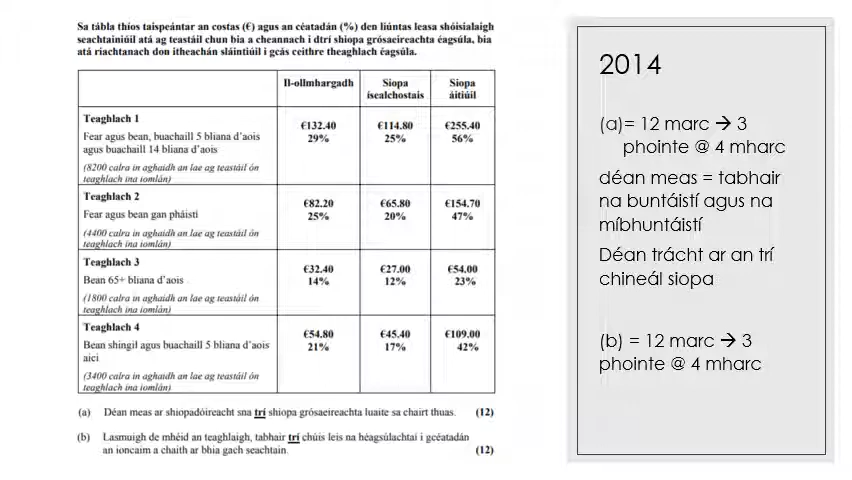 Sa tábla thíos taispeántar an costas (€) agus an céatadán (%) den liúntas leasa shóisialaigh
seachtainiúil atá ag teastáil chun bia a cheannach i dtrí shiopa grósaeireachta éagsúla, bia
atá riachtanach don itheachán sláintiúil i gcás ceithre theaghlach éagsúla.
Il-ollmhargadh
Siopa
ísealchostais
Siopa
áitiúil
Teaghlach 1
Fear agus bean, buachaill 5 bliana d'aois
agus buachaill 14 bliana d'aois
(8200 calra in aghaidh an lae ag teastáil ón
teaghlach ina iomlán)
€132.40
29%
€114.80
25%
€255.40
56%
Teaghlach 2
Fear agus bean gan pháistí
(4400 calra in aghaidh an lae ag teastáil ón
teaghlach ina iomlán)
€82.20
25%
€65.80
20%
€154.70
47%
Teaghlach 3
Bean 65+ bliana d'aois
(1800 calra in aghaidh an lae ag teastáil ón
teaghlach ina iomlán)
€32.40
14%
€27.00
12%
€54.00
23%
Teaghlach 4
Bean shingil agus buachaill 5 bliana d'aois
aici
(3400 calra in aghaidh an lae ag teastáil ón
teaghlach ina iomlán)
€54.80
21%
€45.40
17%
€109.00
42%
(a) Déan meas ar shiopadóireacht sna trí shiopa grósaeireachta luaite sa chairt thuas. (12)
(b) Lasmuigh de mhéid an teaghlaigh, tabhair trí chúis leis na héagsúlachtaí i gcéatadán
an ioncaim a chaith ar bhia gach seachtain. (12)
2014
(a)= 12 marc → 3
phointe @ 4 mharc
déan meas = tabhair
na buntáistí agus na
míbhuntáistí
Déan trácht ar an trí
chineál siopa
(b) = 12 marc → 3
phointe @ 4 mharc